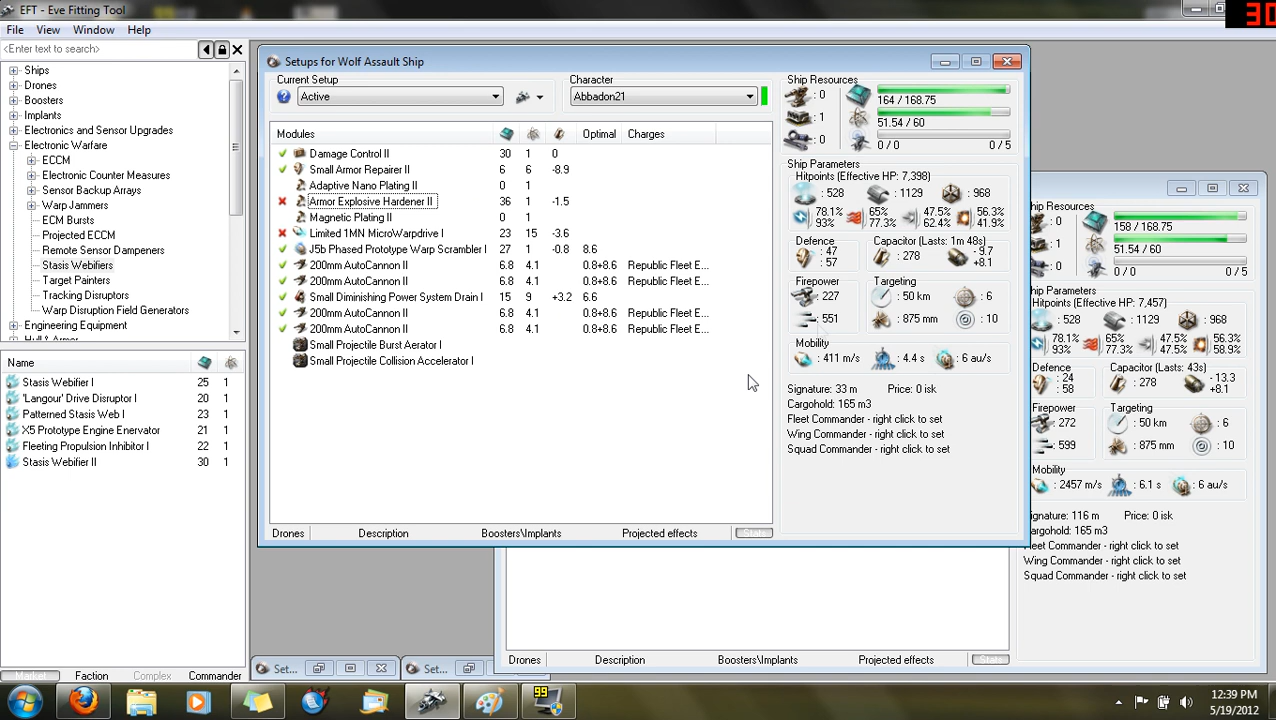 EFT - Eve Fitting Tool
30
File View Window Help
<Enter text to search>
Ships
Drones
Boosters
Implants
Electronics and Sensor Upgrades
Electronic Warfare
ECCM
Electronic Counter Measures
Sensor Backup Arrays
Warp Jammers
ECM Bursts
Projected ECCM
Remote Sensor Dampeners
Stasis Webifiers
Target Painters
Tracking Disruptors
Warp Disruption Field Generators
Engineering Equipment
Hull & Armor
Name
Stasis Webifier I 25 1
'Langour' Drive Disruptor I 20 1
Patterned Stasis Web I 23 1
X5 Prototype Engine Enervator 21 1
Fleeting Propulsion Inhibitor I 22 1
Stasis Webifier II 30 1
Market Faction Complex Commander
Setups for Wolf Assault Ship
Current Setup
Active
Character
Abbadon21
Modules Optimal Charges
Damage Control II 30 1 0
Small Armor Repairer II 6 6 -8.9
Adaptive Nano Plating II 0 1
Armor Explosive Hardener II 36 1 -1.5
Magnetic Plating II 0 1
Limited 1MN MicroWarpdrive I 23 15 -3.6
J5b Phased Prototype Warp Scrambler I 27 1 -0.8 8.6
200mm AutoCannon II 6.8 4.1 0.8+8.6 Republic Fleet E...
200mm AutoCannon II 6.8 4.1 0.8+8.6 Republic Fleet E...
Small Diminishing Power System Drain I 15 9 +3.2 6.6
200mm AutoCannon II 6.8 4.1 0.8+8.6 Republic Fleet E...
200mm AutoCannon II 6.8 4.1 0.8+8.6 Republic Fleet E...
Small Projectile Burst Aerator I
Small Projectile Collision Accelerator I
Drones Description Boosters\Implants Projected effects Stats
Ship Resources
: 0 164 / 168.75
: 1 51.54 / 60
: 0 0 / 0 0 / 5
Ship Parameters
Hitpoints (Effective HP: 7,398)
: 528 : 1129 : 968
78.1% 65% 47.5% 56.3%
93% 77.3% 62.4% 41.9%
Defence Capacitor (Lasts: 1m 48s)
: 47 : 278 - 9.7
: 57 +8.1
Firepower Targeting
: 227 : 50 km : 6
: 551 : 875 mm : 10
Mobility
: 411 m/s : 4.4 s : 6 au/s
Signature: 33 m Price: 0 isk
Cargohold: 165 m3
Fleet Commander - right click to set
Wing Commander - right click to set
Squad Commander - right click to set
Ship Resources
: 0 158 / 168.75
: 1 51.54 / 60
: 0 0 / 0 0 / 5
Ship Parameters
Hitpoints (Effective HP: 7,457)
: 528 : 1129 : 968
78.1% 65% 47.5% 56.3%
93% 77.3% 47.5% 58.9%
Defence Capacitor (Lasts: 43s)
: 24 : 278 - 13.3
: 58 +8.1
Firepower Targeting
: 272 : 50 km : 6
: 599 : 875 mm : 10
Mobility
: 2457 m/s : 6.1 s : 6 au/s
Signature: 116 m Price: 0 isk
Cargohold: 165 m3
Fleet Commander - right click to set
Wing Commander - right click to set
Squad Commander - right click to set
Drones Description Boosters\Implants Projected effects Stats
Set... Set...
99
12:39 PM
5/19/2012